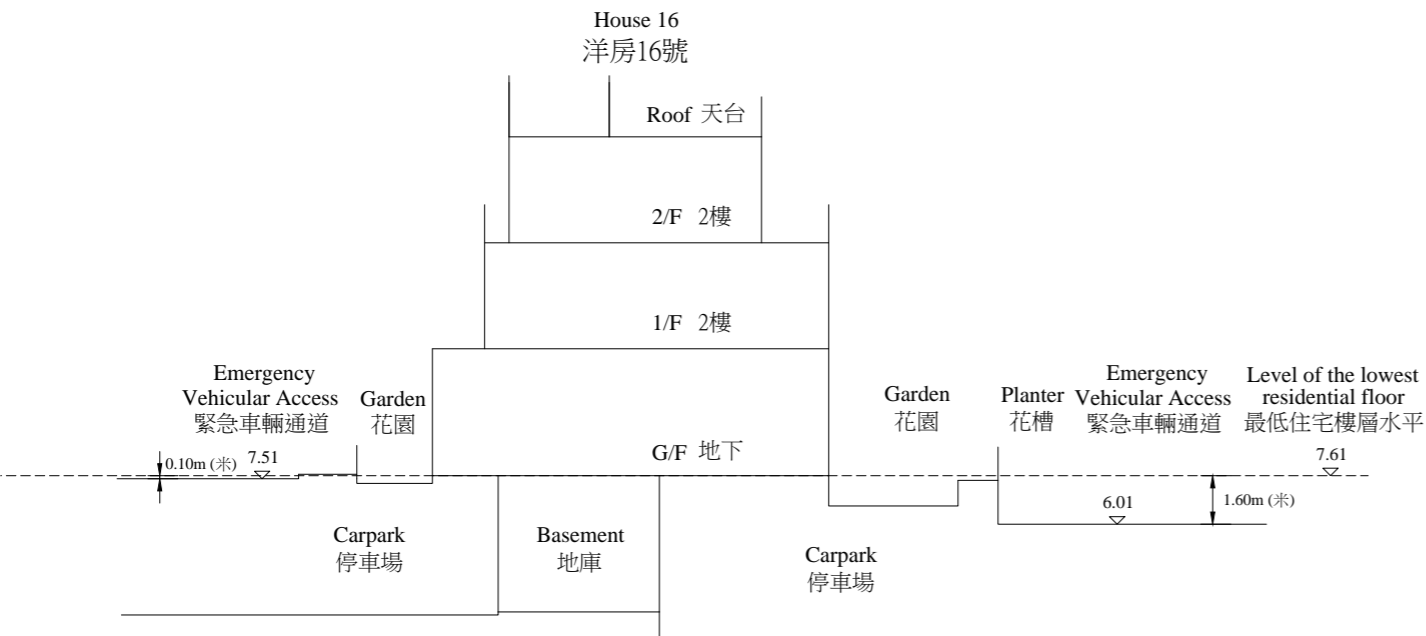 House 16
洋房16號
Roof 天台
2/F 2樓
1/F 2樓
Emergency
Vehicular Access
緊急車輛通道
Garden
花園
Garden
花園
Planter
花槽
Emergency
Vehicular Access
緊急車輛通道
Level of the lowest
residential floor
最低住宅樓層水平
G/F 地下
0.10m (米)
7.51
7.61
1.60m (米)
6.01
Carpark
停車場
Basement
地庫
Carpark
停車場